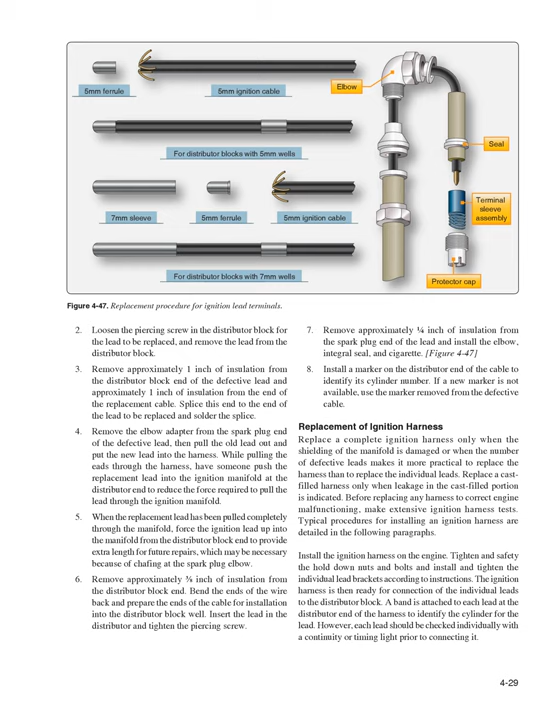 5mm ferrule
5mm ignition cable
Elbow
For distributor blocks with 5mm wells
Seal
7mm sleeve
5mm ferrule
5mm ignition cable
Terminal
sleeve
assembly
For distributor blocks with 7mm wells
Protector cap
Figure 4-47. Replacement procedure for ignition lead terminals.
2. Loosen the piercing screw in the distributor block for
the lead to be replaced, and remove the lead from the
distributor block.
3. Remove approximately 1 inch of insulation from
the distributor block end of the defective lead and
approximately 1 inch of insulation from the end of
the replacement cable. Splice this end to the end of
the lead to be replaced and solder the splice.
4. Remove the elbow adapter from the spark plug end
of the defective lead, then pull the old lead out and
put the new lead into the harness. While pulling the
eads through the harness, have someone push the
replacement lead into the ignition manifold at the
distributor end to reduce the force required to pull the
lead through the ignition manifold.
5. When the replacement lead has been pulled completely
through the manifold, force the ignition lead up into
the manifold from the distributor block end to provide
extra length for future repairs, which may be necessary
because of chafing at the spark plug elbow.
6. Remove approximately ⅜ inch of insulation from
the distributor block end. Bend the ends of the wire
back and prepare the ends of the cable for installation
into the distributor block well. Insert the lead in the
distributor and tighten the piercing screw.
7. Remove approximately ¼ inch of insulation from
the spark plug end of the lead and install the elbow,
integral seal, and cigarette. [Figure 4-47]
8. Install a marker on the distributor end of the cable to
identify its cylinder number. If a new marker is not
available, use the marker removed from the defective
cable.
Replacement of Ignition Harness
Replace a complete ignition harness only when the
shielding of the manifold is damaged or when the number
of defective leads makes it more practical to replace the
harness than to replace the individual leads. Replace a cast-
filled harness only when leakage in the cast-filled portion
is indicated. Before replacing any harness to correct engine
malfunctioning, make extensive ignition harness tests.
Typical procedures for installing an ignition harness are
detailed in the following paragraphs.
Install the ignition harness on the engine. Tighten and safety
the hold down nuts and bolts and install and tighten the
individual lead brackets according to instructions. The ignition
harness is then ready for connection of the individual leads
to the distributor block. A band is attached to each lead at the
distributor end of the harness to identify the cylinder for the
lead. However, each lead should be checked individually with
a continuity or timing light prior to connecting it.
4-29